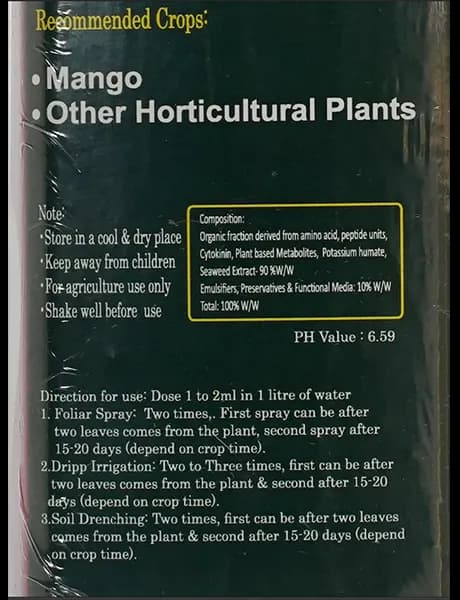 Recommended Crops:
• Mango
• Other Horticultural Plants
Note:
•Store in a cool & dry place
•Keep away from children
•For agriculture use only
•Shake well before use
Composition:
Organic fraction derived from amino acid, peptide units,
Cytokinin, Plant based Metabolites, Potassium humate,
Seaweed Extract- 90 %W/W
Emulsifiers, Preservatives & Functional Media: 10% W/W
Total: 100% W/W
PH Value : 6.59
Direction for use: Dose 1 to 2ml in 1 litre of water
1. Foliar Spray: Two times,. First spray can be after
two leaves comes from the plant, second spray after
15-20 days (depend on crop time).
2.Dripp Irrigation: Two to Three times, first can be after
two leaves comes from the plant & second after 15-20
days (depend on crop time).
3.Soil Drenching: Two times, first can be after two leaves
comes from the plant & second after 15-20 days (depend
on crop time).